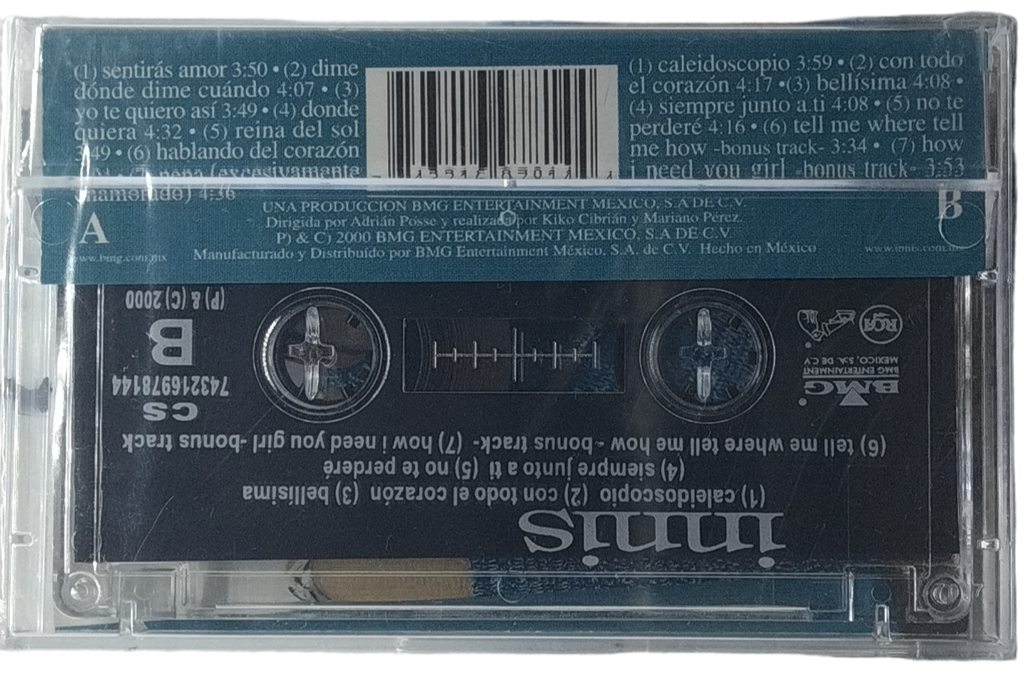 (1) sentirás amor 3:50 • (2) dime
dónde dime cuándo 4:07 • (3)
yo te quiero así 3:49 • (4) donde
quiera 4:32 • (5) reina del sol
3:49 • (6) hablando del corazón
(excesivamente
enamorado) 4:36
A
www.bmg.com.mx
(1) caleidoscopio 3:59 • (2) con todo
el corazón 4:17 • (3) bellísima 4:08 •
(4) siempre junto a ti 4:08 • (5) no te
perderé 4:16 • (6) tell me where tell
me how -bonus track- 3:34 • (7) how
i need you girl -bonus track- 3:53
B
UNA PRODUCCION BMG ENTERTAINMENT MEXICO, S.A DE C.V.
Dirigida por Adrián Posse y realizada por Kiko Cibrián y Mariano Pérez.
P) & C) 2000 BMG ENTERTAINMENT MEXICO, S.A DE C.V.
Manufacturado y Distribuido por BMG Entertainment México, S.A. de C.V. Hecho en México
innis
(1) caleidoscopio (2) con todo el corazón (3) bellísima
(4) siempre junto a ti (5) no te perderé
(6) tell me where tell me how -bonus track- (7) how i need you girl -bonus track
BMG
BMG ENTERTAINMENT
MEXICO, S.A. DE C.V
RCA
CS
743216978144
B
(P) & (C) 2000